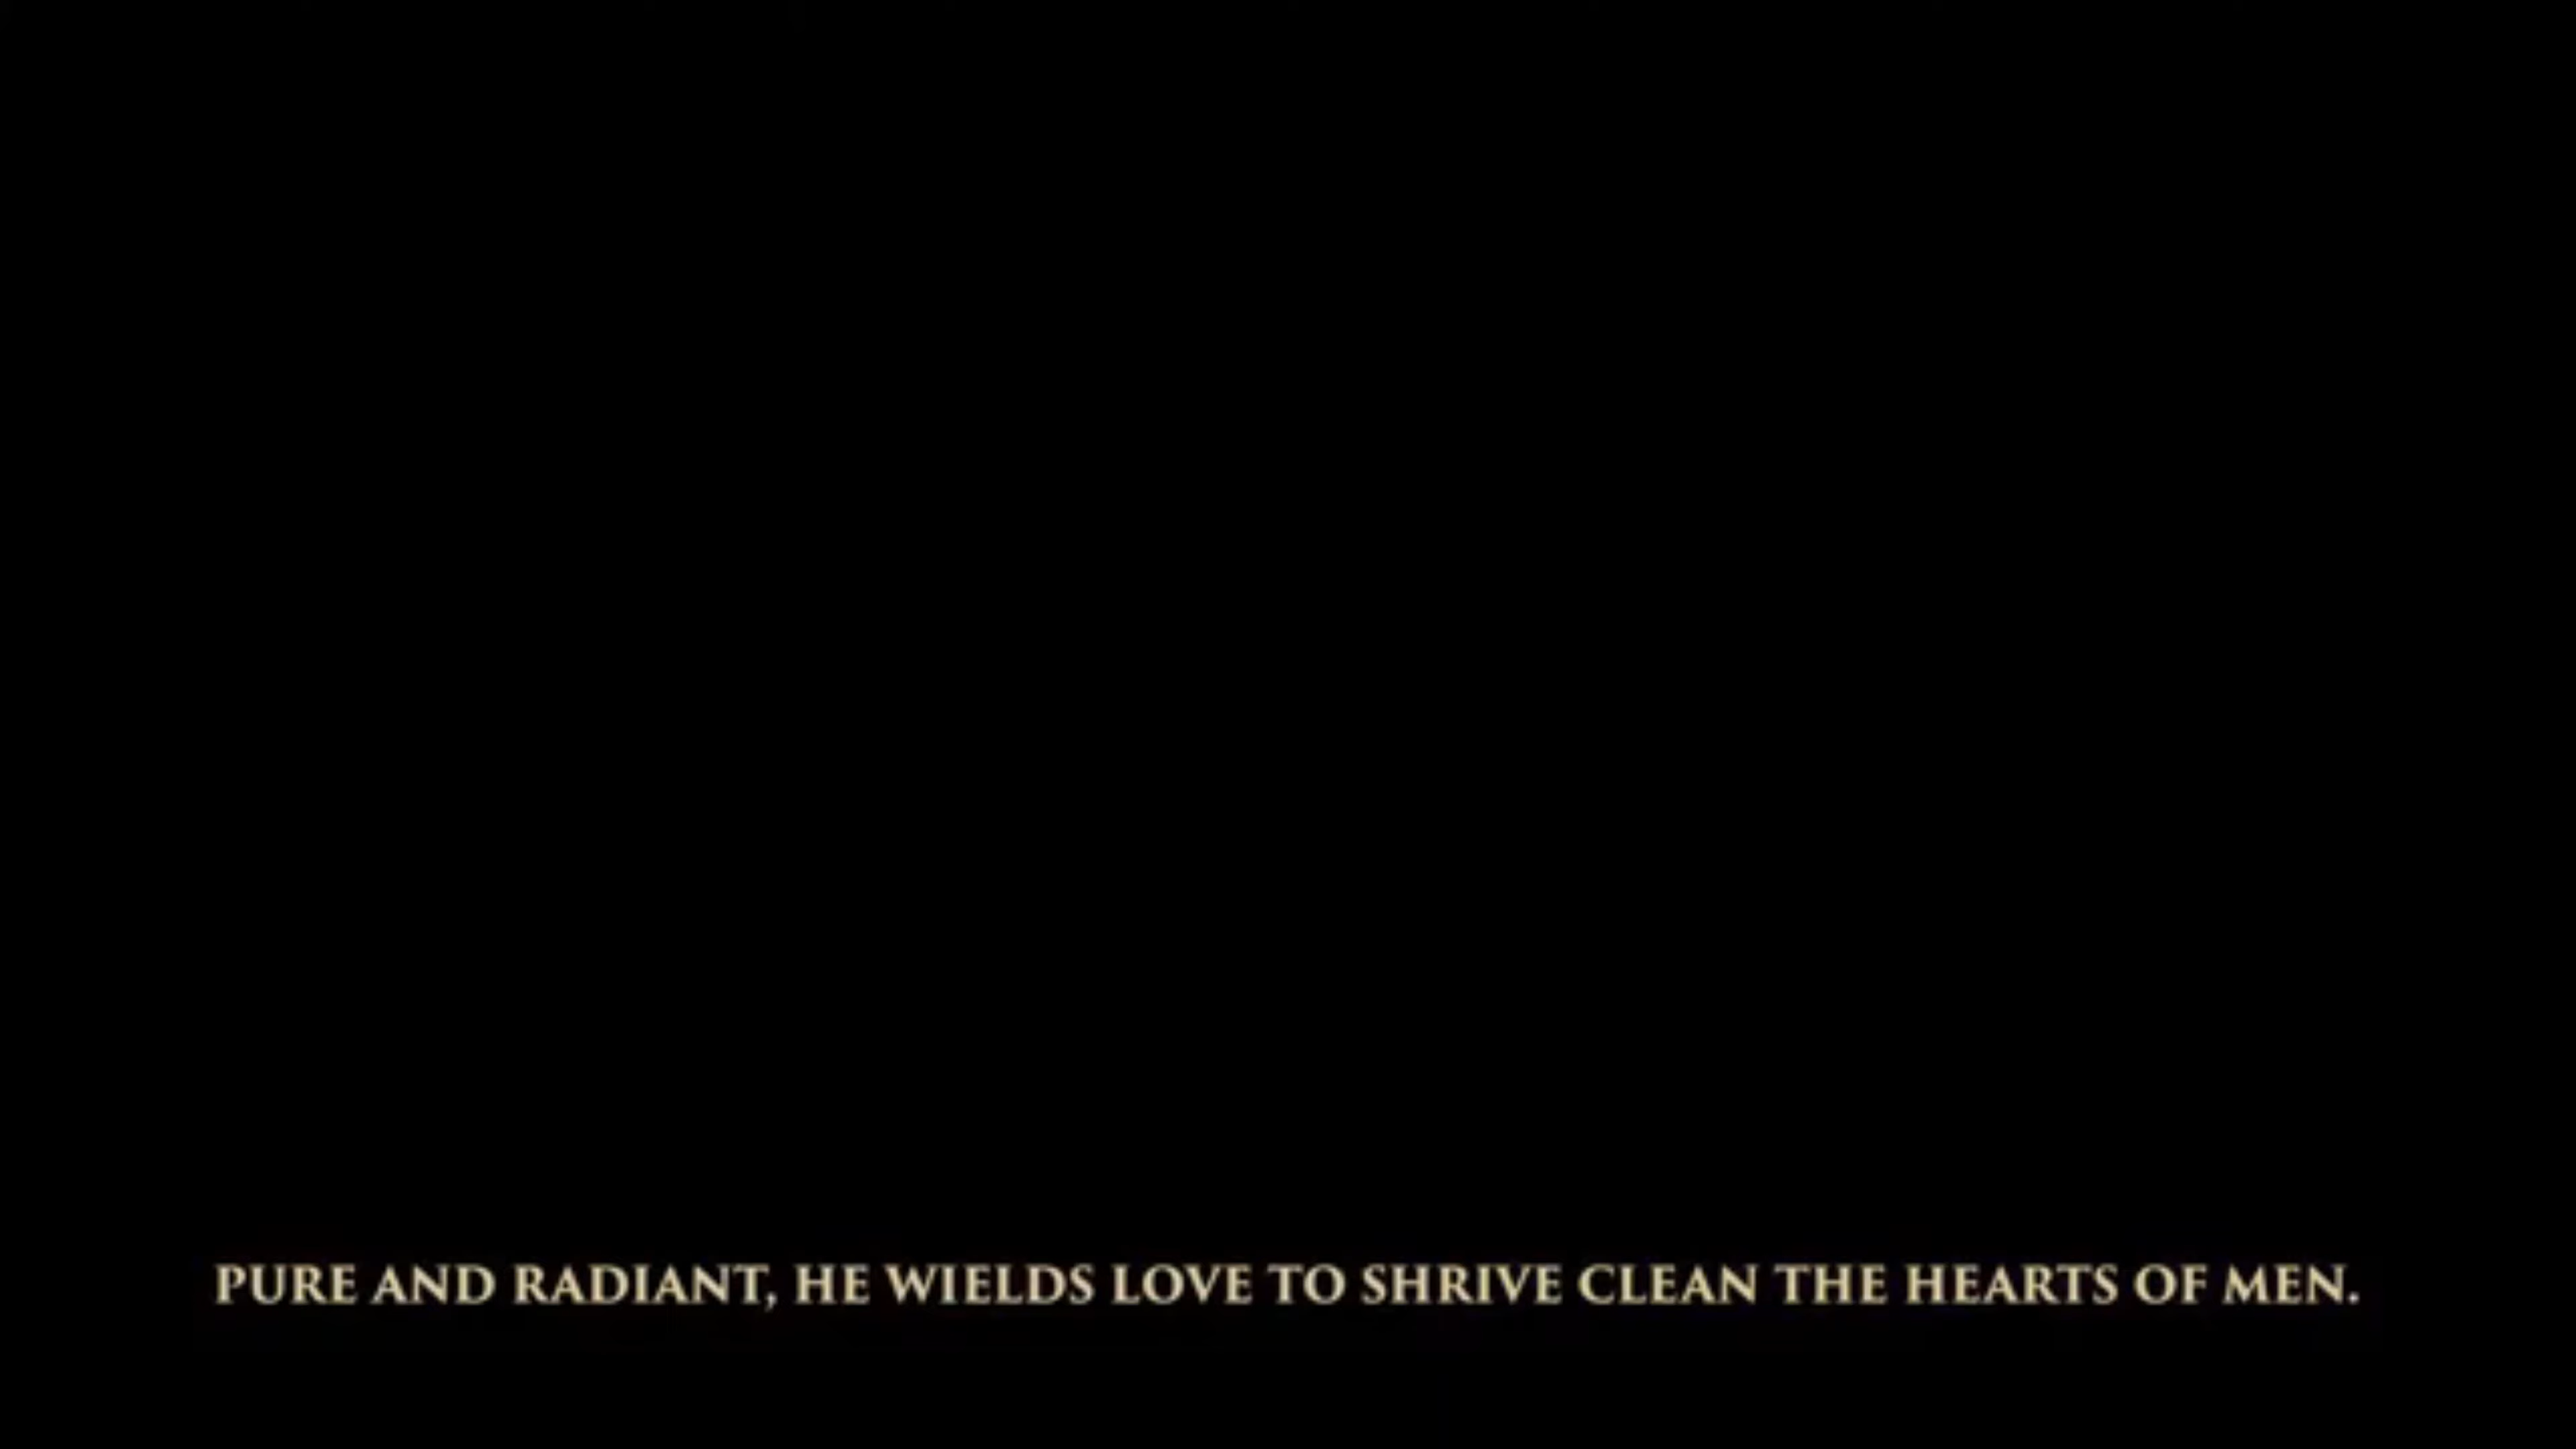 PURE AND RADIANT, HE WIELDS LOVE TO SHRIVE CLEAN THE HEARTS OF MEN.